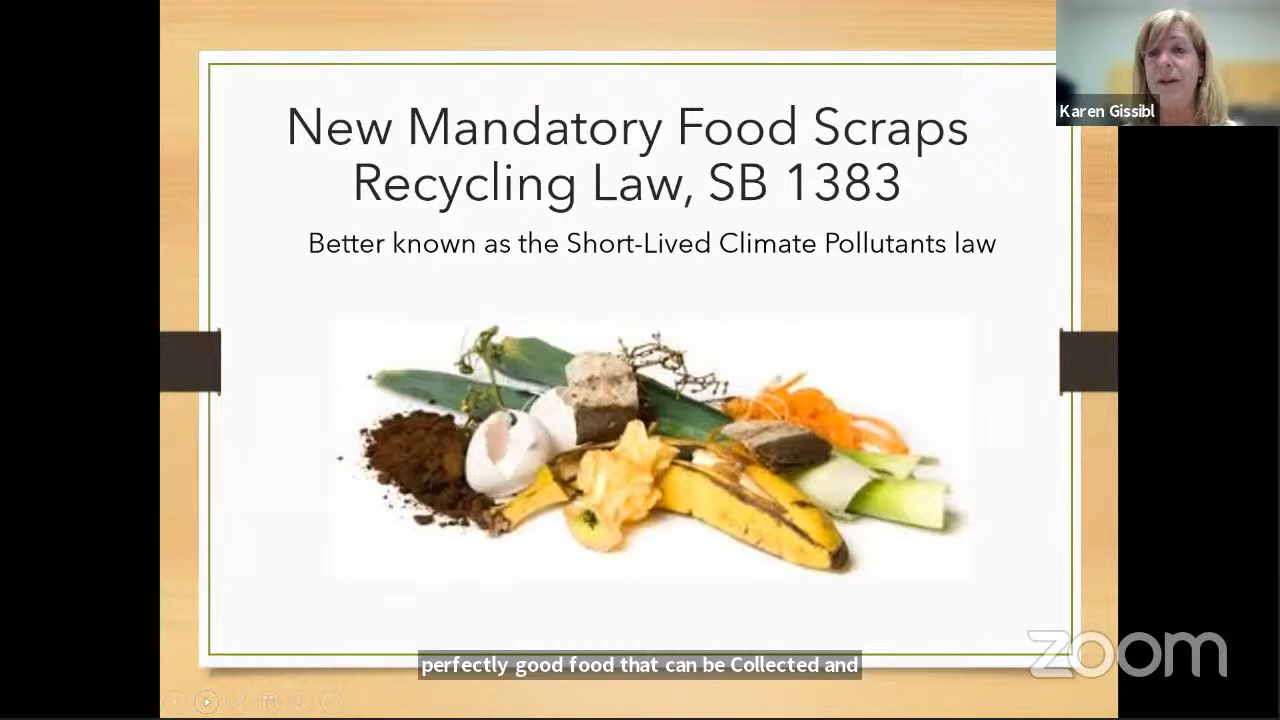 New Mandatory Food Scraps
Recycling Law, SB 1383
Better known as the Short-Lived Climate Pollutants law
Karen Gissibl
perfectly good food that can be Collected and
zoom